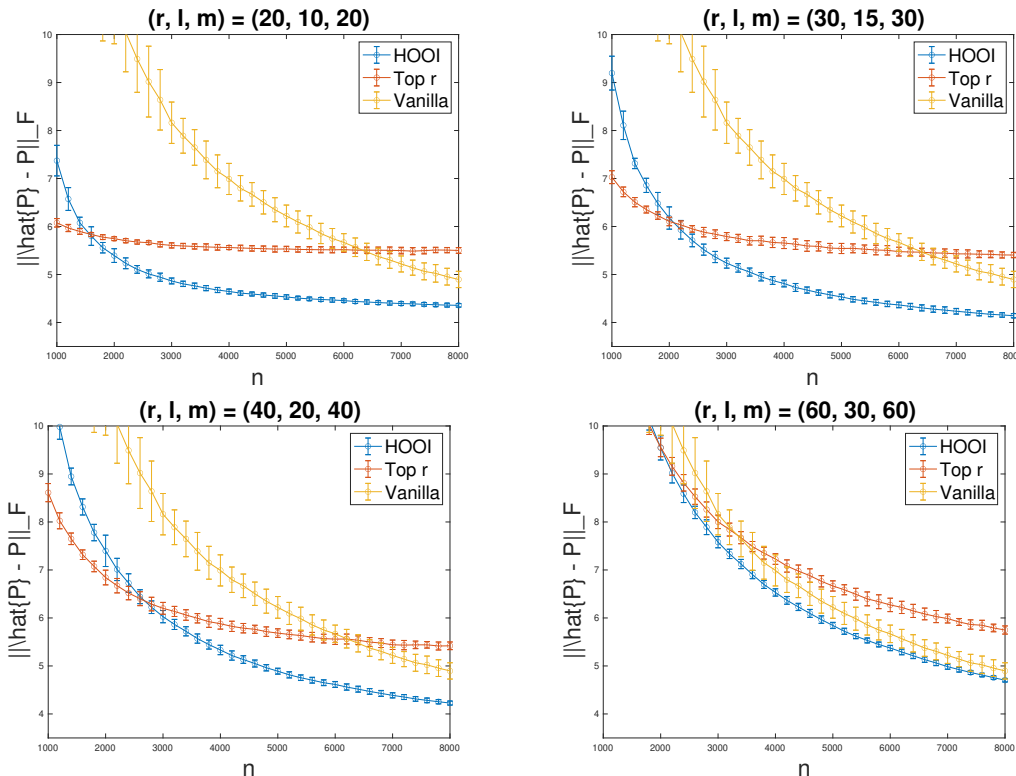 (r, l, m) = (20, 10, 20)
||\hat{P} - P||_F
10
9
8
7
6
5
4
HOOI
Top r
Vanilla
1000 2000 3000 4000 5000 6000 7000 8000
n
(r, l, m) = (30, 15, 30)
||\hat{P} - P||_F
10
9
8
7
6
5
4
HOOI
Top r
Vanilla
1000 2000 3000 4000 5000 6000 7000 8000
n
(r, l, m) = (40, 20, 40)
||\hat{P} - P||_F
10
9
8
7
6
5
4
HOOI
Top r
Vanilla
1000 2000 3000 4000 5000 6000 7000 8000
n
(r, l, m) = (60, 30, 60)
||\hat{P} - P||_F
10
9
8
7
6
5
4
HOOI
Top r
Vanilla
1000 2000 3000 4000 5000 6000 7000 8000
n